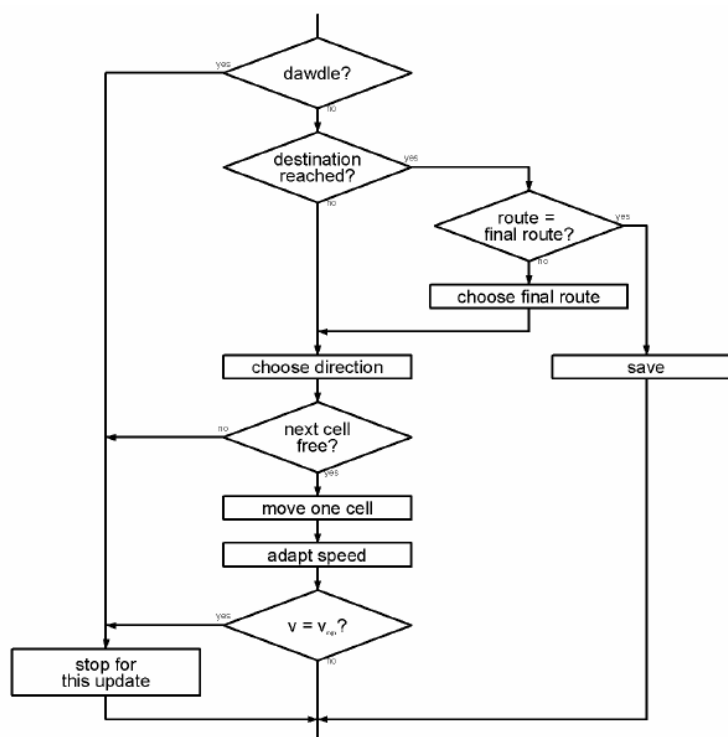 dawdle?
yes
no
destination
reached?
yes
no
route =
final route?
yes
no
choose final route
choose direction
save
next cell
free?
no
yes
move one cell
adapt speed
v = v
?
yes
no
stop for
this update